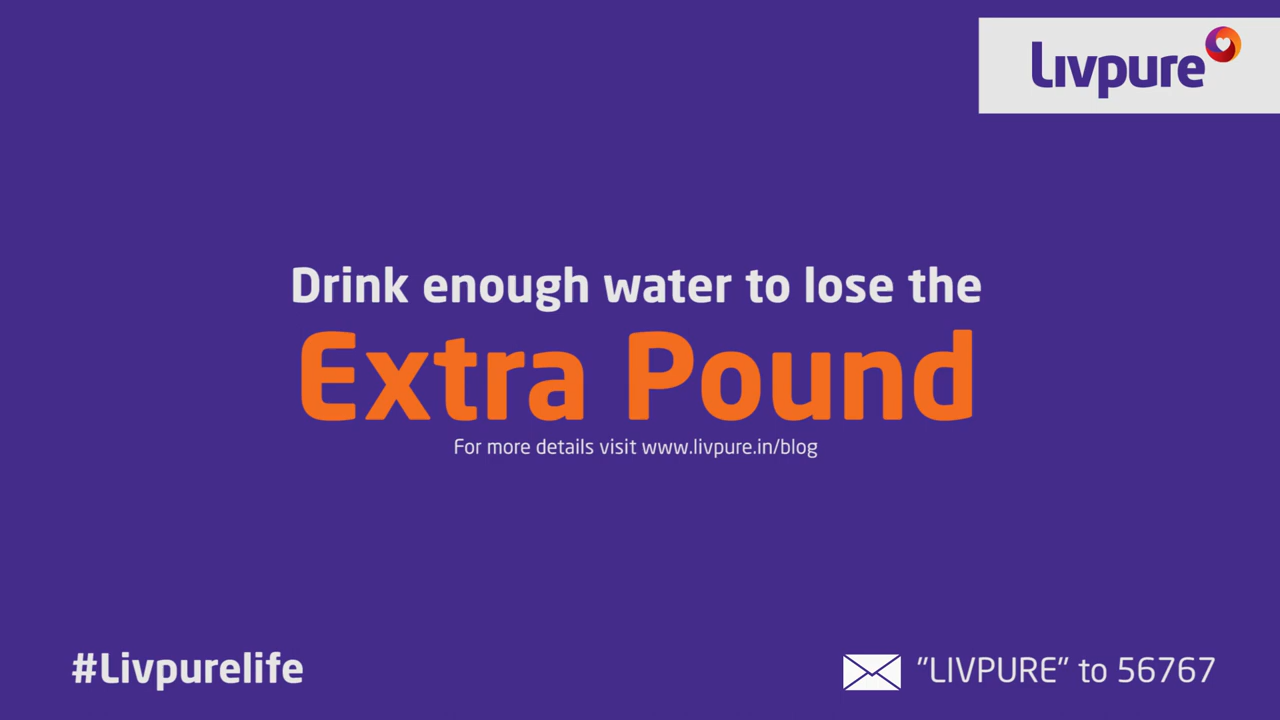 Livpure
Drink enough water to lose the
Extra Pound
For more details visit www.livpure.in/blog
#Livpurelife
"LIVPURE" to 56767